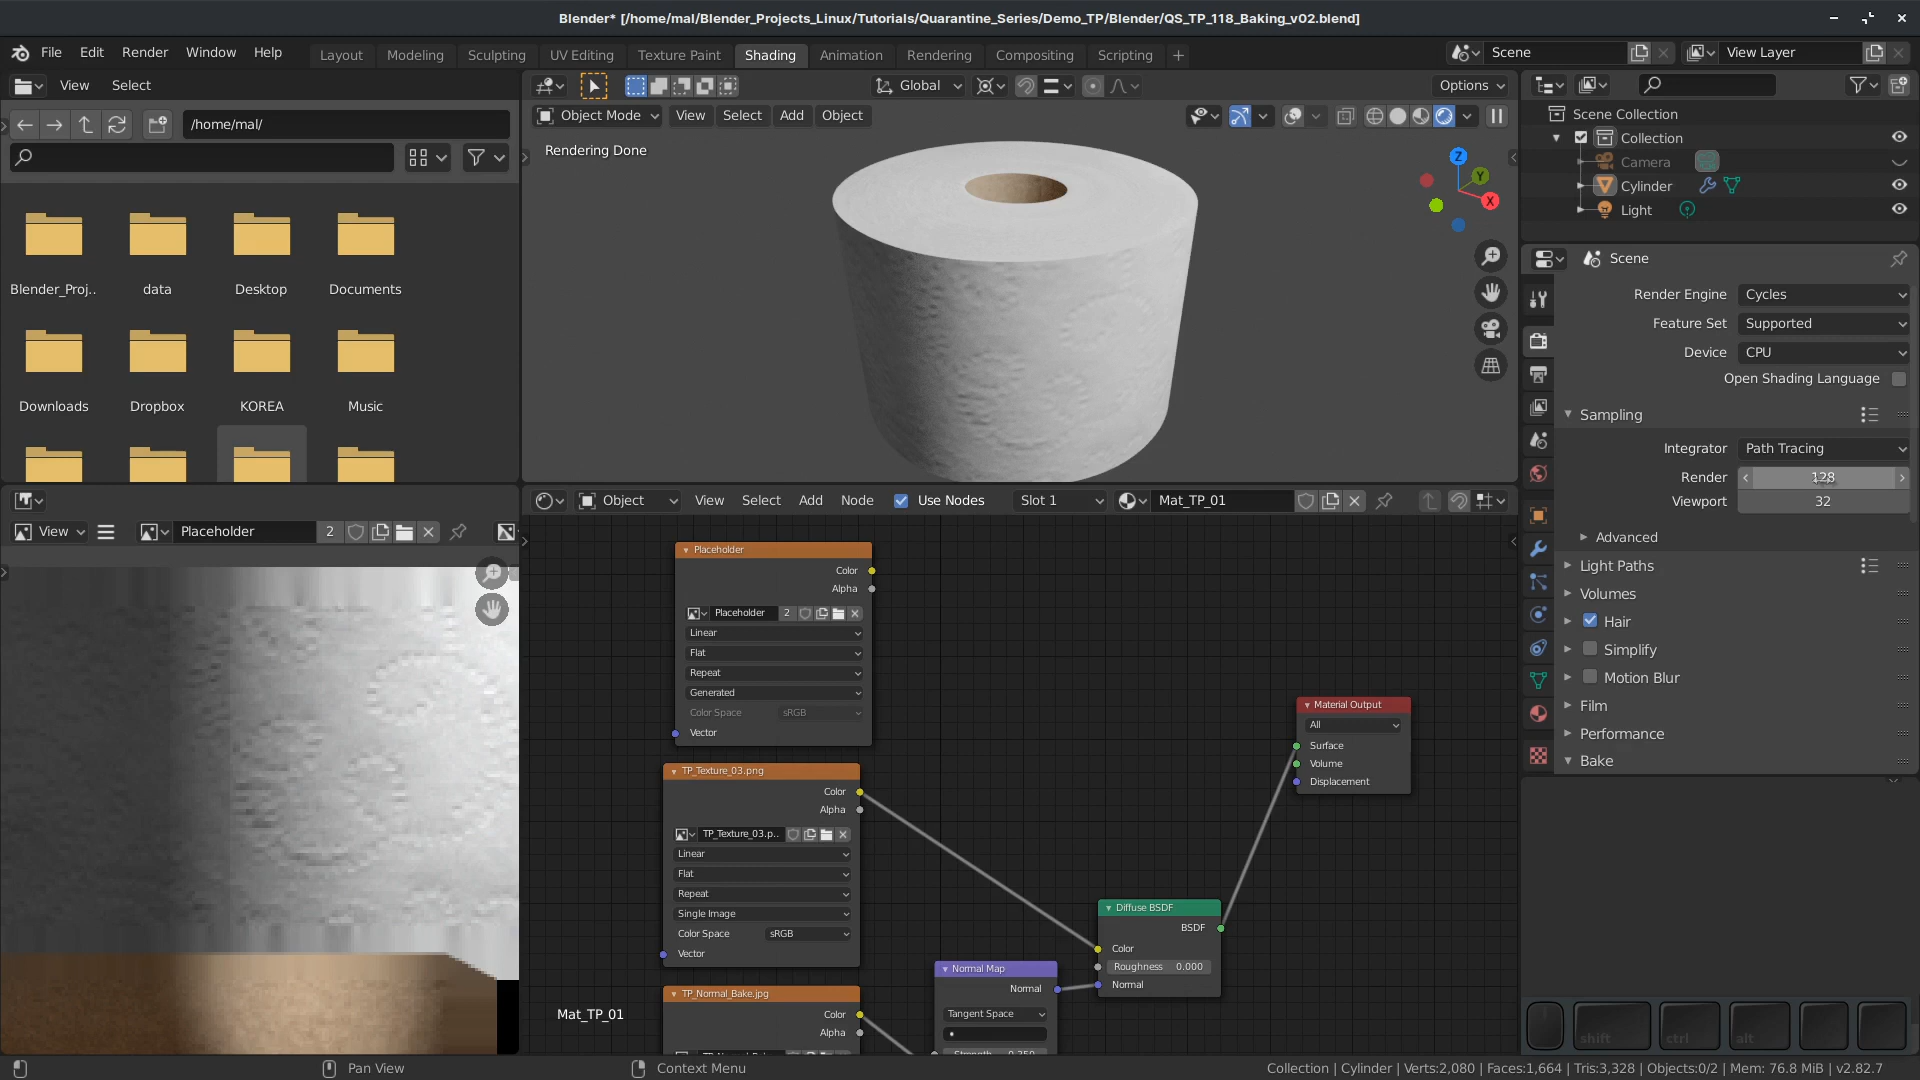 Blender* [/home/mal/Blender_Projects_Linux/Tutorials/Quarantine_Series/Demo_TP/Blender/QS_TP_118_Baking_v02.blend]
File Edit Render Window Help
Layout Modeling Sculpting UV Editing Texture Paint Shading Animation Rendering Compositing Scripting +
Scene
View Layer
View Select
Global
Options
/home/mal/
Object Mode View Select Add Object
Rendering Done
Z
Y
X
Blender_Proj.. data Desktop Documents
Downloads Dropbox KOREA Music
Scene Collection
Collection
Camera
Cylinder
Light
Scene
Render Engine Cycles
Feature Set Supported
Device CPU
Open Shading Language
Sampling
Integrator Path Tracing
Render 128
Viewport 32
Advanced
Light Paths
Volumes
Hair
Simplify
Motion Blur
Film
Performance
Bake
View Placeholder 2
Object View Select Add Node Use Nodes Slot 1 Mat_TP_01
Placeholder
Color
Alpha
Placeholder 2
Linear
Flat
Repeat
Generated
Color Space sRGB
Vector
TP_Texture_03.png
Color
Alpha
TP_Texture_03.p..
Linear
Flat
Repeat
Single Image
Color Space sRGB
Vector
TP_Normal_Bake.jpg
Color
Alpha
Normal Map
Normal
Tangent Space
Strength 0.350
Diffuse BSDF
BSDF
Color
Roughness 0.000
Normal
Material Output
All
Surface
Volume
Displacement
Mat_TP_01
shift ctrl alt
Pan View
Context Menu
Collection | Cylinder | Verts:2,080 | Faces:1,664 | Tris:3,328 | Objects:0/2 | Mem: 76.8 MiB | v2.82.7